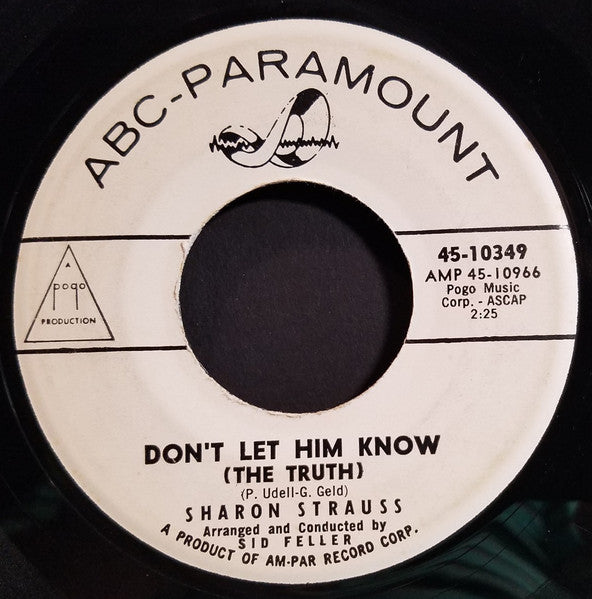 ABC-PARAMOUNT
A
pogo
PRODUCTION
45-10349
AMP 45-10966
Pogo Music
Corp. - ASCAP
2:25
DON'T LET HIM KNOW
(THE TRUTH)
(P. Udell-G. Geld)
SHARON STRAUSS
Arranged and Conducted by
SID FELLER
A PRODUCT OF AM-PAR RECORD CORP.